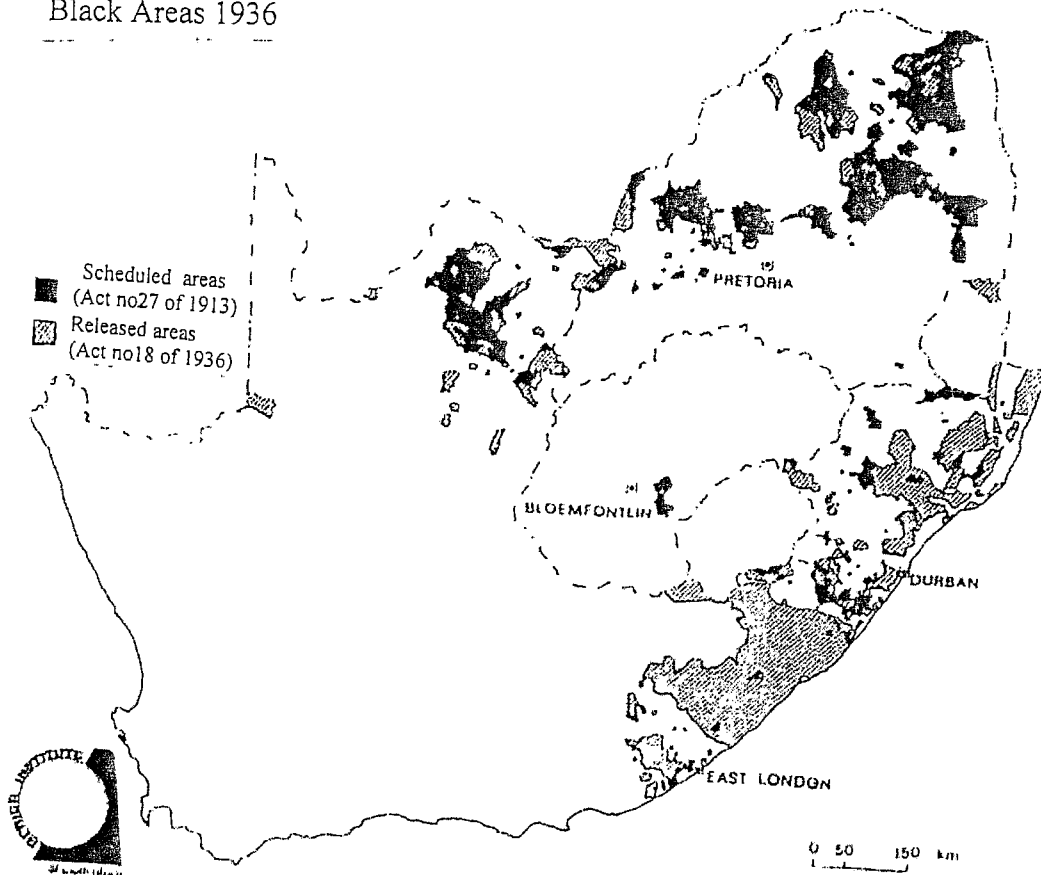 Black Areas 1936
Scheduled areas
(Act no27 of 1913)
Released areas
(Act no18 of 1936)
PRETORIA
BLOEMFONTEIN
DURBAN
EAST LONDON
0 50 150 km
INSTITUTE